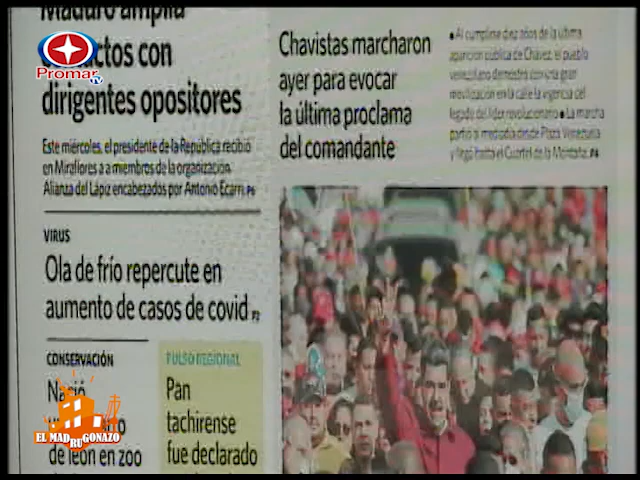 Maduro amplía
contactos con
dirigentes opositores
Este miércoles, el presidente de la República recibió
en Miraflores a a miembros de la organización
Alianza del Lápiz encabezados por Antonio Ecarri. P6
VIRUS
Ola de frío repercute en
aumento de casos de covid P2
CONSERVACIÓN
Nació
de león en zoo
PULSO REGIONAL
Pan
tachirense
fue declarado
Chavistas marcharon
ayer para evocar
la última proclama
del comandante
● Al cumplirse diez años de la última
aparición pública de Chávez, el pueblo
venezolano demostró con una gran
movilización en la calle la vigencia del
legado del líder revolucionario ● La marcha
partió al mediodía desde Plaza Venezuela
y llegó hasta el Cuartel de la Montaña. P4
Promar TV
EL MADRUGONAZO